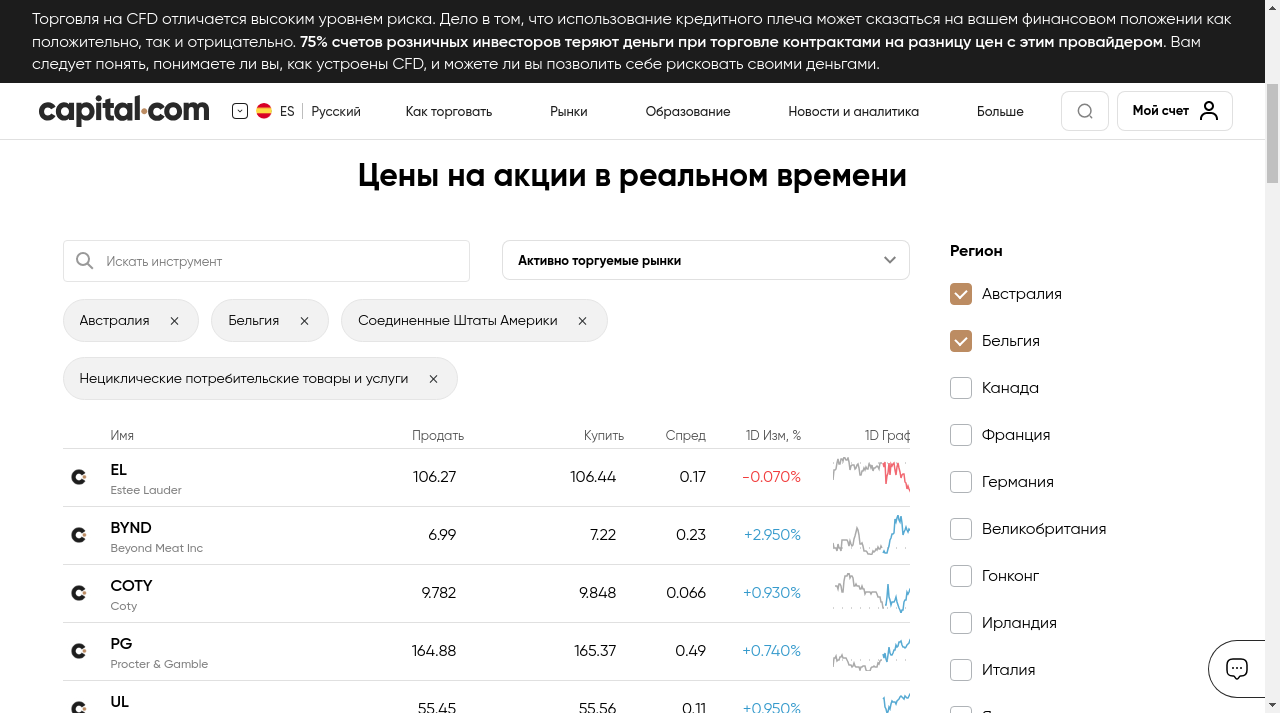 Торговля на CFD отличается высоким уровнем риска. Дело в том, что использование кредитного плеча может сказаться на вашем финансовом положении как
положительно, так и отрицательно. 75% счетов розничных инвесторов теряют деньги при торговле контрактами на разницу цен с этим провайдером. Вам
следует понять, понимаете ли вы, как устроены CFD, и можете ли вы позволить себе рисковать своими деньгами.
capital.com ES Русский Как торговать Рынки Образование Новости и аналитика Больше Мой счет
Цены на акции в реальном времени
Искать инструмент Активно торгуемые рынки
Австралия Бельгия Соединенные Штаты Америки
Нециклические потребительские товары и услуги
Имя Продать Купить Спред 1D Изм, % 1D Граф
EL 106.27 106.44 0.17 -0.070%
Estee Lauder
BYND 6.99 7.22 0.23 +2.950%
Beyond Meat Inc
COTY 9.782 9.848 0.066 +0.930%
Coty
PG 164.88 165.37 0.49 +0.740%
Procter & Gamble
UL 55.45 55.56 0.11 +0.950%
Регион
Австралия
Бельгия
Канада
Франция
Германия
Великобритания
Гонконг
Ирландия
Италия